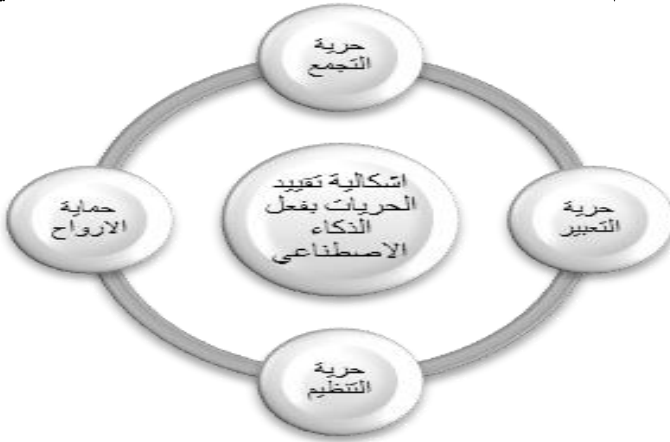 حرية
التجمع
اشكالية تقييد
الحريات بفعل
الذكاء
الاصطناعي
حرية
التعبير
حماية
الارواح
حرية
التنظيم